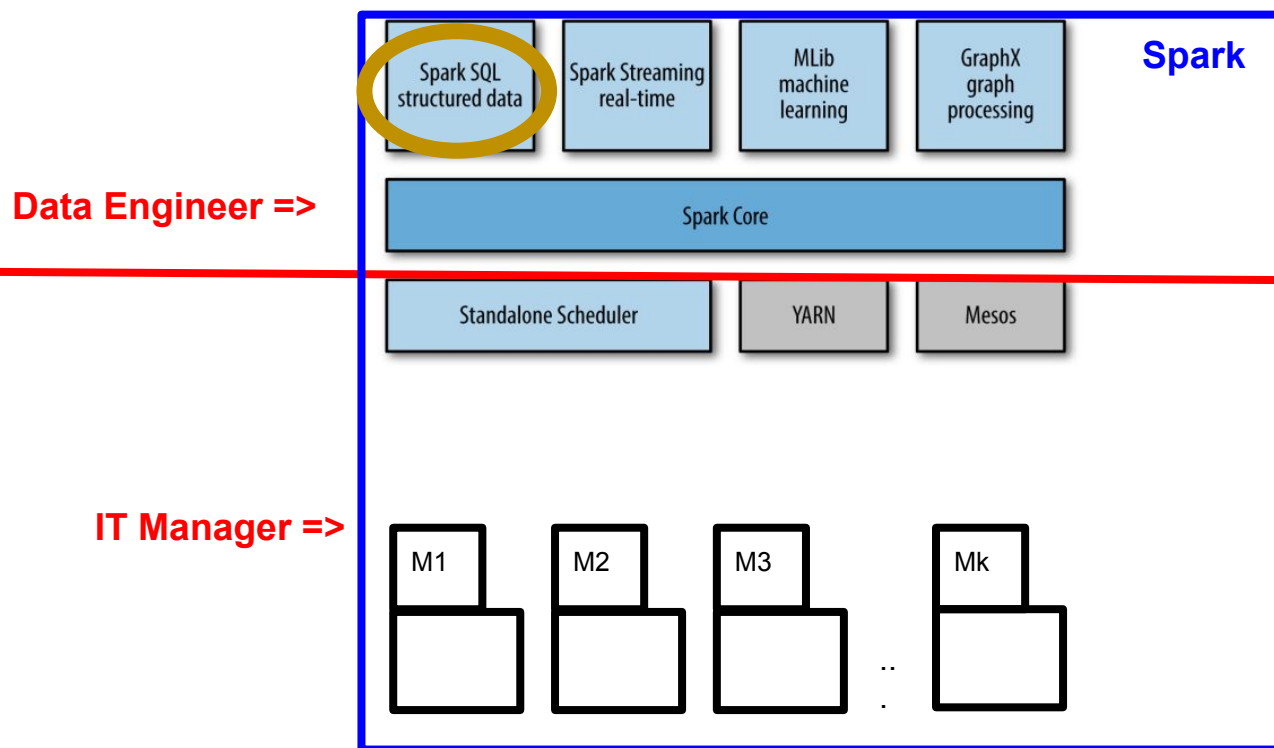 Spark
Spark SQL
structured data
Spark Streaming
real-time
MLib
machine
learning
GraphX
graph
processing
Data Engineer =>
Spark Core
Standalone Scheduler
YARN
Mesos
IT Manager =>
M1
M2
M3
Mk
..
.